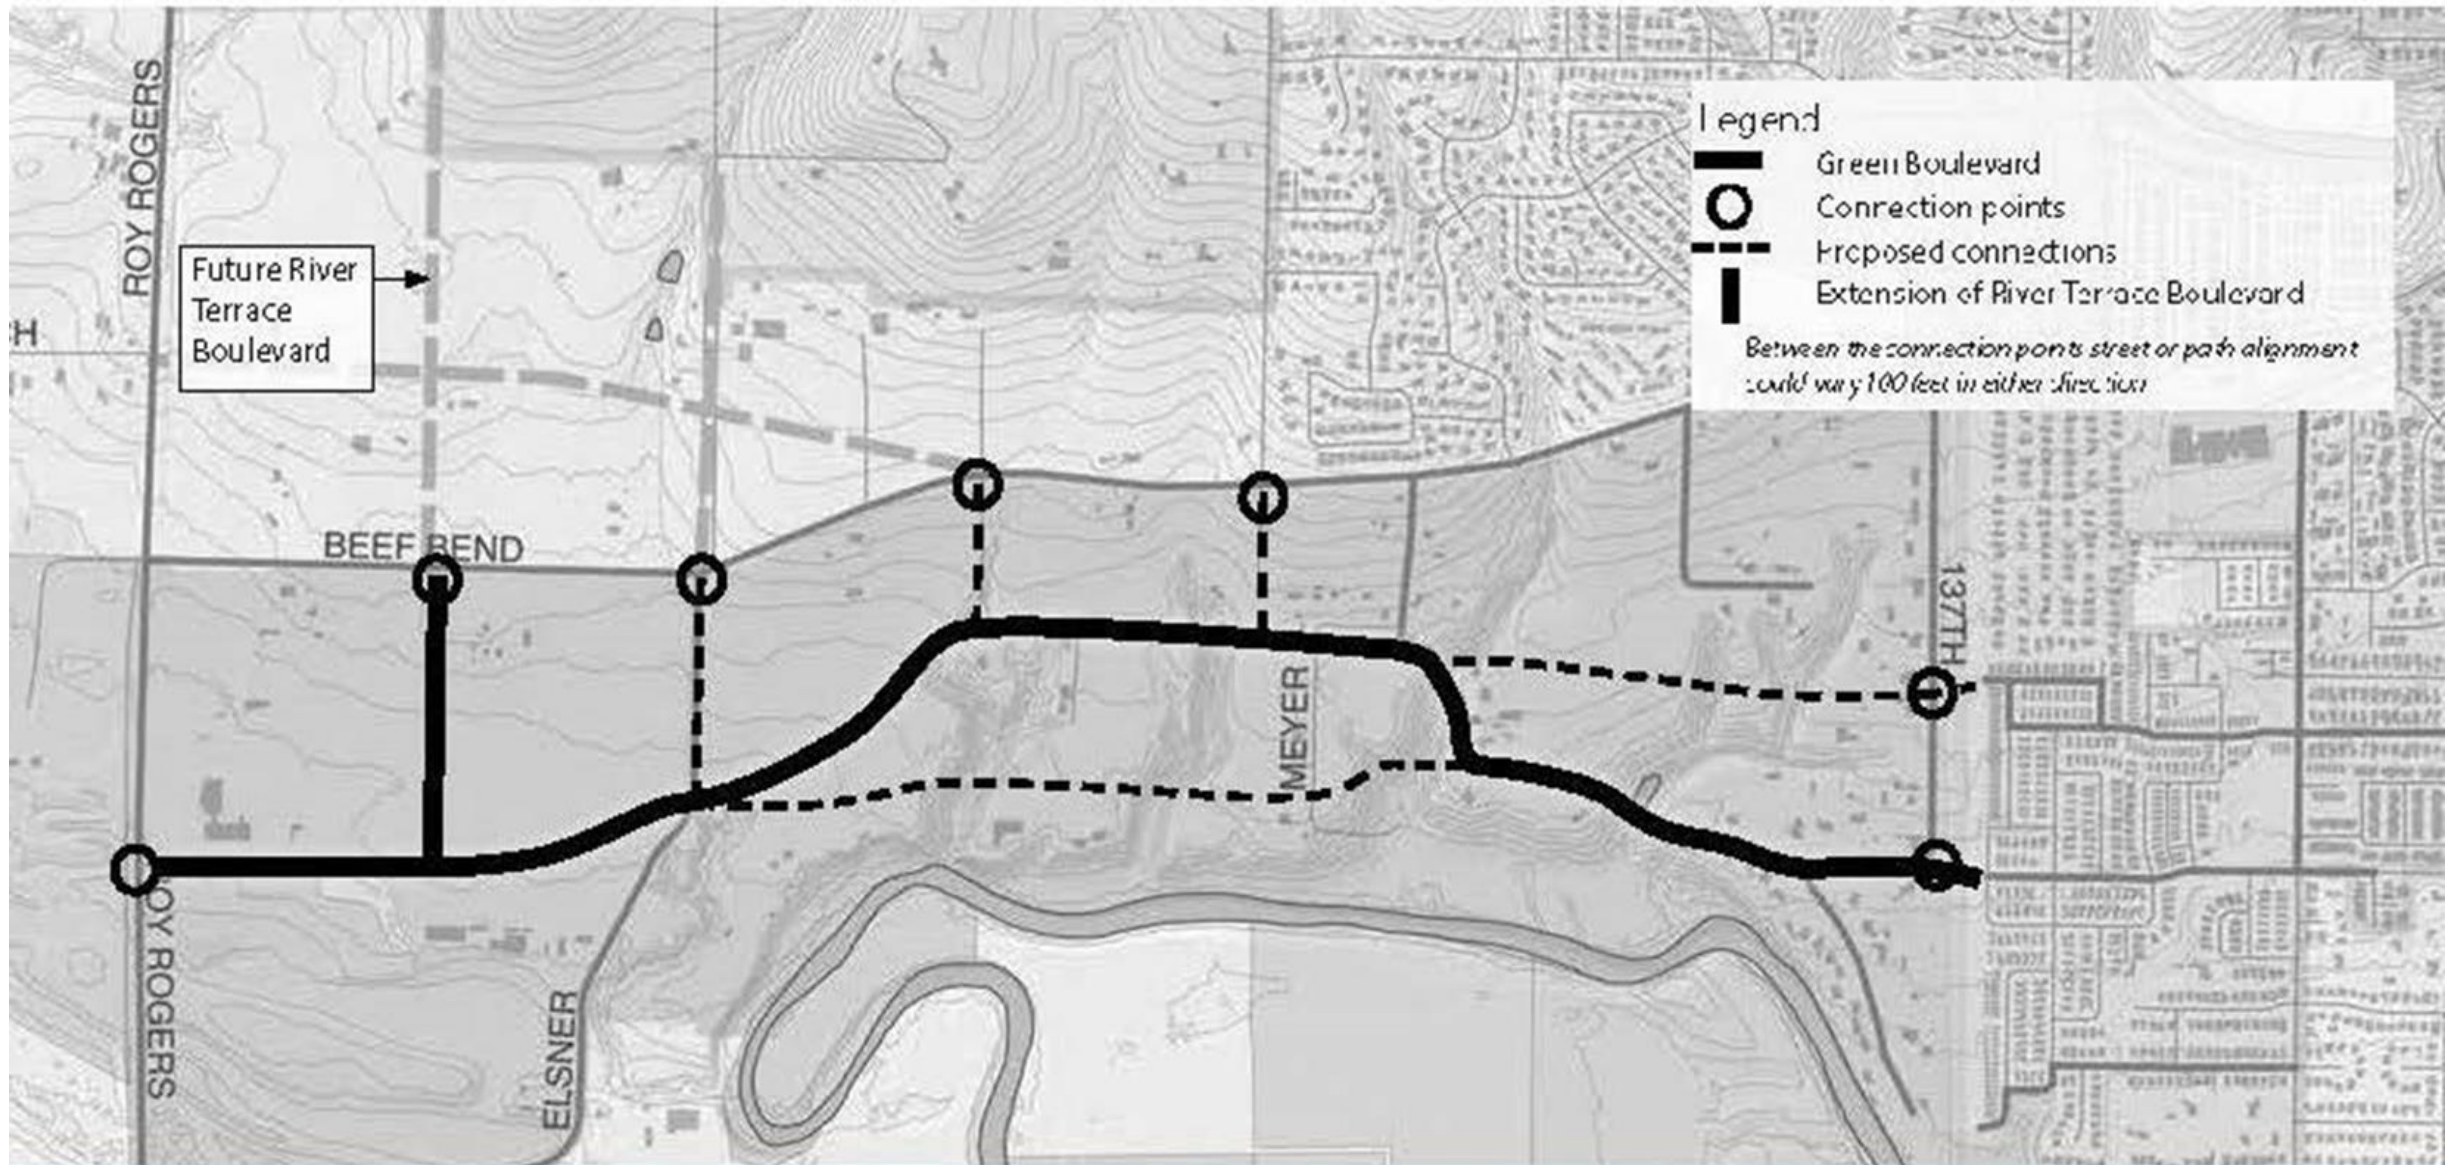 ROY ROGERS
Future River
Terrace
Boulevard
H
BEEF BEND
Legend
Green Boulevard
Connection points
Proposed connections
Extension of River Terrace Boulevard
Between the connection points street or path alignment
could vary 100 feet in either direction
137TH
MEYER
ROY ROGERS
ELSNER